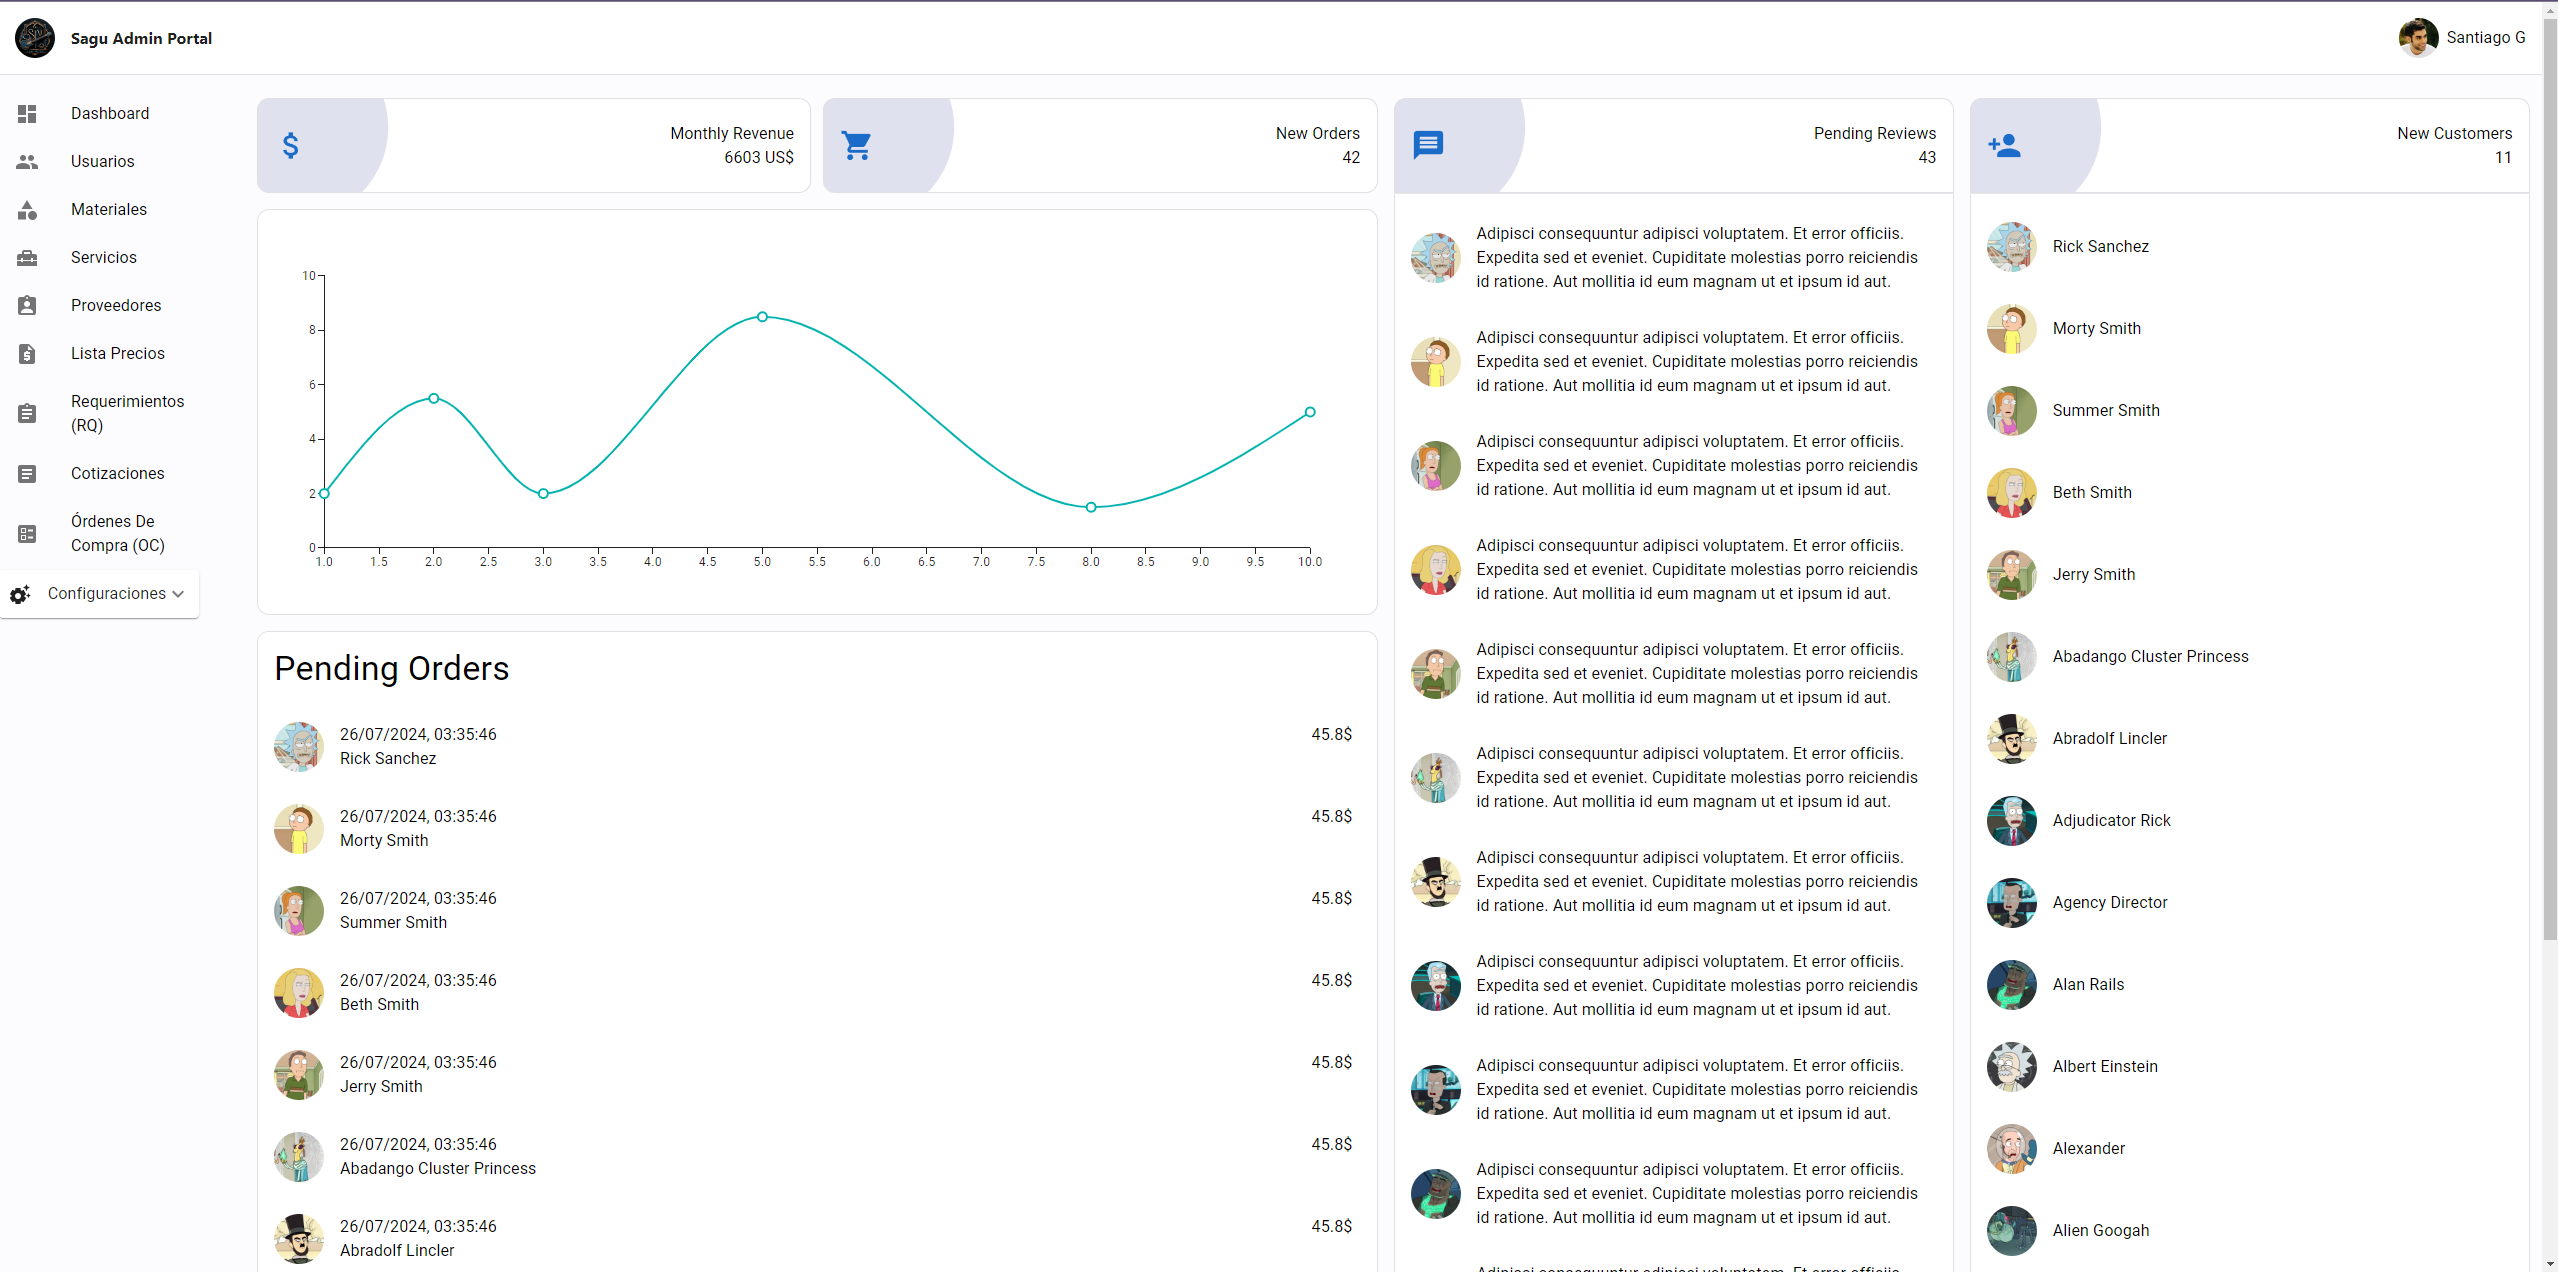 Sagu Admin Portal
Santiago G
Dashboard
Usuarios
Materiales
Servicios
Proveedores
Lista Precios
Requerimientos
(RQ)
Cotizaciones
Órdenes De
Compra (OC)
Configuraciones
Monthly Revenue
6603 US$
New Orders
42
10
8
6
4
2
0
1.0 1.5 2.0 2.5 3.0 3.5 4.0 4.5 5.0 5.5 6.0 6.5 7.0 7.5 8.0 8.5 9.0 9.5 10.0
Pending Orders
26/07/2024, 03:35:46 45.8$
Rick Sanchez
26/07/2024, 03:35:46 45.8$
Morty Smith
26/07/2024, 03:35:46 45.8$
Summer Smith
26/07/2024, 03:35:46 45.8$
Beth Smith
26/07/2024, 03:35:46 45.8$
Jerry Smith
26/07/2024, 03:35:46 45.8$
Abadango Cluster Princess
26/07/2024, 03:35:46 45.8$
Abradolf Lincler
Pending Reviews
43
Adipisci consequuntur adipisci voluptatem. Et error officiis.
Expedita sed et eveniet. Cupiditate molestias porro reiciendis
id ratione. Aut mollitia id eum magnam ut et ipsum id aut.
Adipisci consequuntur adipisci voluptatem. Et error officiis.
Expedita sed et eveniet. Cupiditate molestias porro reiciendis
id ratione. Aut mollitia id eum magnam ut et ipsum id aut.
Adipisci consequuntur adipisci voluptatem. Et error officiis.
Expedita sed et eveniet. Cupiditate molestias porro reiciendis
id ratione. Aut mollitia id eum magnam ut et ipsum id aut.
Adipisci consequuntur adipisci voluptatem. Et error officiis.
Expedita sed et eveniet. Cupiditate molestias porro reiciendis
id ratione. Aut mollitia id eum magnam ut et ipsum id aut.
Adipisci consequuntur adipisci voluptatem. Et error officiis.
Expedita sed et eveniet. Cupiditate molestias porro reiciendis
id ratione. Aut mollitia id eum magnam ut et ipsum id aut.
Adipisci consequuntur adipisci voluptatem. Et error officiis.
Expedita sed et eveniet. Cupiditate molestias porro reiciendis
id ratione. Aut mollitia id eum magnam ut et ipsum id aut.
Adipisci consequuntur adipisci voluptatem. Et error officiis.
Expedita sed et eveniet. Cupiditate molestias porro reiciendis
id ratione. Aut mollitia id eum magnam ut et ipsum id aut.
Adipisci consequuntur adipisci voluptatem. Et error officiis.
Expedita sed et eveniet. Cupiditate molestias porro reiciendis
id ratione. Aut mollitia id eum magnam ut et ipsum id aut.
Adipisci consequuntur adipisci voluptatem. Et error officiis.
Expedita sed et eveniet. Cupiditate molestias porro reiciendis
id ratione. Aut mollitia id eum magnam ut et ipsum id aut.
Adipisci consequuntur adipisci voluptatem. Et error officiis.
Expedita sed et eveniet. Cupiditate molestias porro reiciendis
id ratione. Aut mollitia id eum magnam ut et ipsum id aut.
New Customers
11
Rick Sanchez
Morty Smith
Summer Smith
Beth Smith
Jerry Smith
Abadango Cluster Princess
Abradolf Lincler
Adjudicator Rick
Agency Director
Alan Rails
Albert Einstein
Alexander
Alien Googah